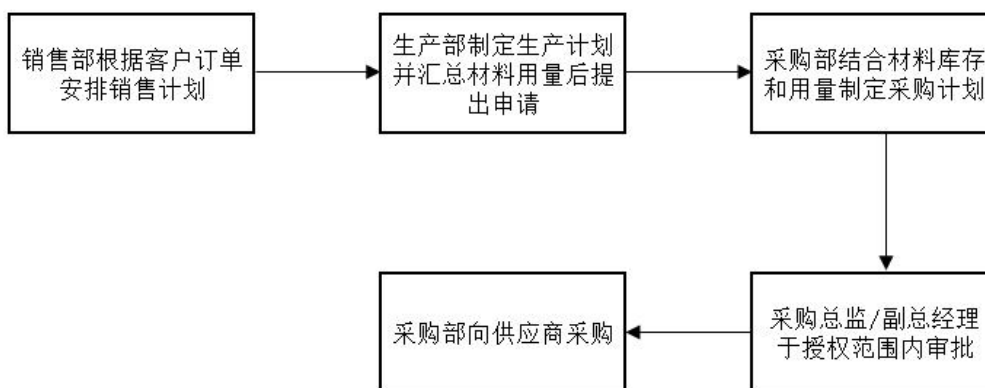 销售部根据客户订单
安排销售计划
生产部制定生产计划
并汇总材料用量后提
出申请
采购部结合材料库存
和用量制定采购计划
采购总监/副总经理
于授权范围内审批
采购部向供应商采购